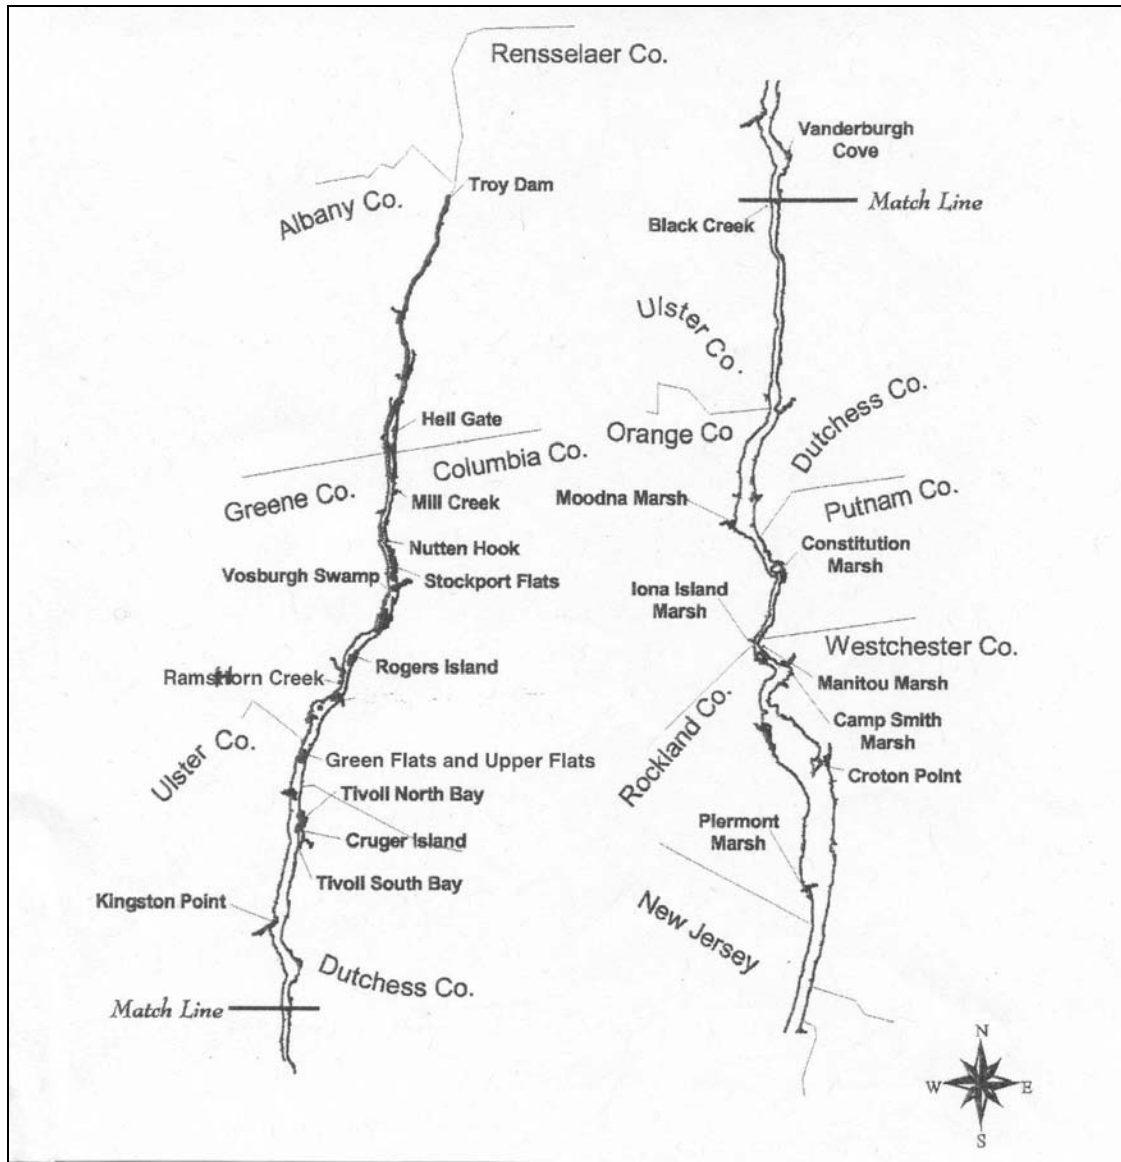 Rensselaer Co.
Troy Dam
Albany Co.
Hell Gate
Columbia Co.
Greene Co.
Mill Creek
Nutten Hook
Vosburgh Swamp
Stockport Flats
Rogers Island
RamsHorn Creek
Ulster Co.
Green Flats and Upper Flats
Tivoli North Bay
Cruger Island
Tivoli South Bay
Kingston Point
Dutchess Co.
Match Line
Vanderburgh
Cove
Match Line
Black Creek
Ulster Co.
Dutchess Co.
Orange Co
Putnam Co.
Moodna Marsh
Constitution
Marsh
Iona Island
Marsh
Westchester Co.
Manitou Marsh
Rockland Co.
Camp Smith
Marsh
Croton Point
Piermont
Marsh
New Jersey
N
W E
S